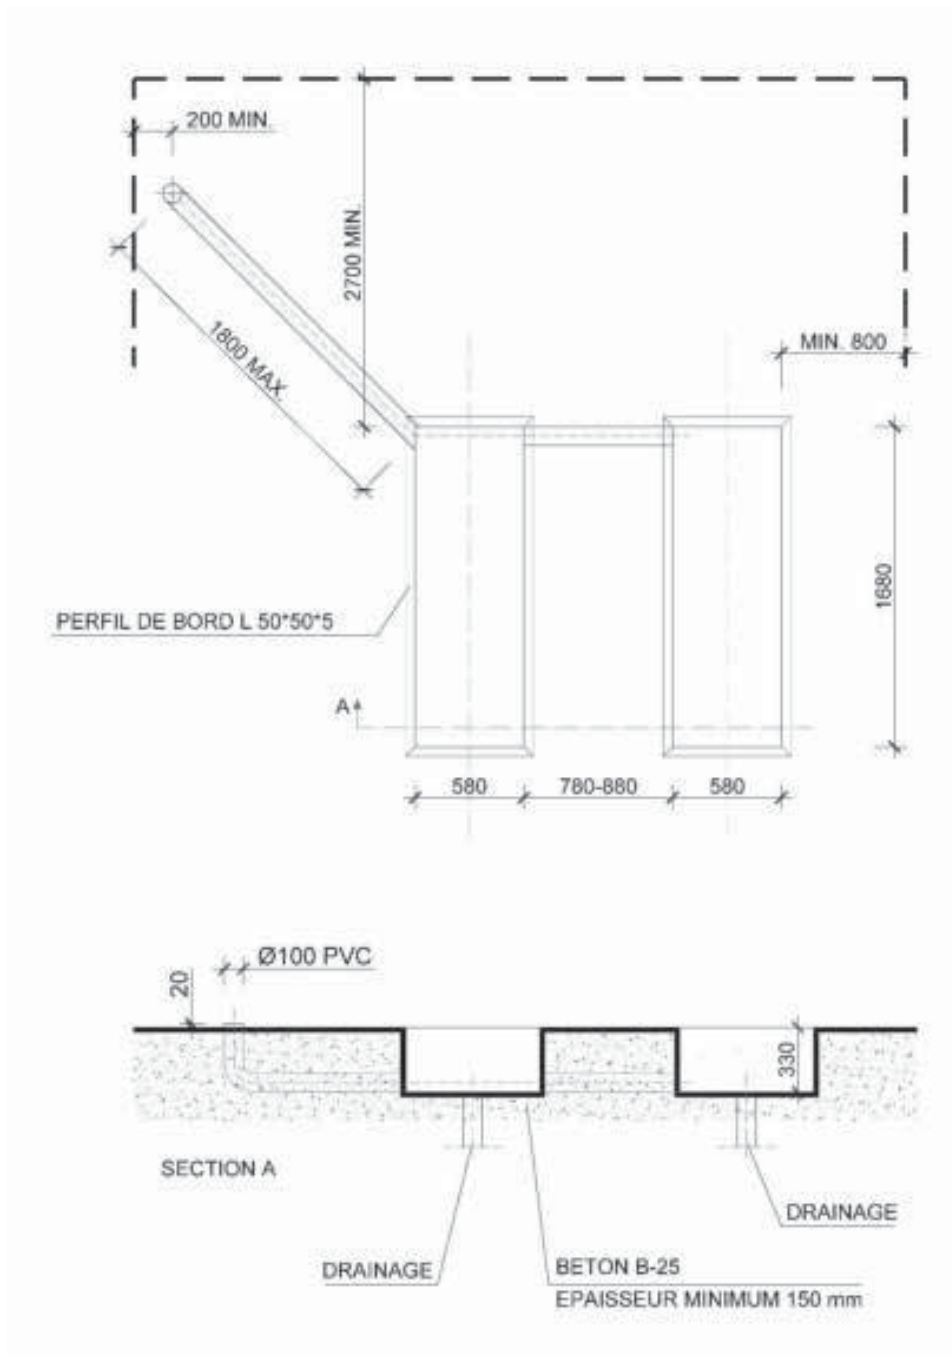 200 MIN.
2700 MIN.
1800 MAX.
MIN. 800
1680
PERFIL DE BORD L 50*50*5
A
580
780-880
580
Ø100 PVC
20
330
SECTION A
DRAINAGE
DRAINAGE
BETON B-25
EPAISSEUR MINIMUM 150 mm